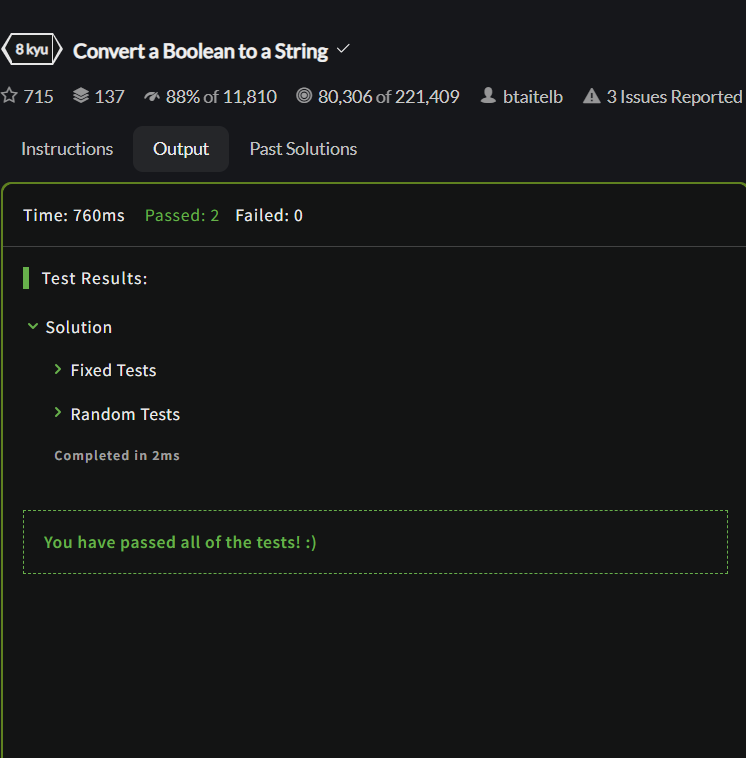 8 kyu Convert a Boolean to a String
715 137 88% of 11,810 80,306 of 221,409 btaitelb 3 Issues Reported
Instructions Output Past Solutions
Time: 760ms Passed: 2 Failed: 0
Test Results:
Solution
Fixed Tests
Random Tests
Completed in 2ms
You have passed all of the tests! :)